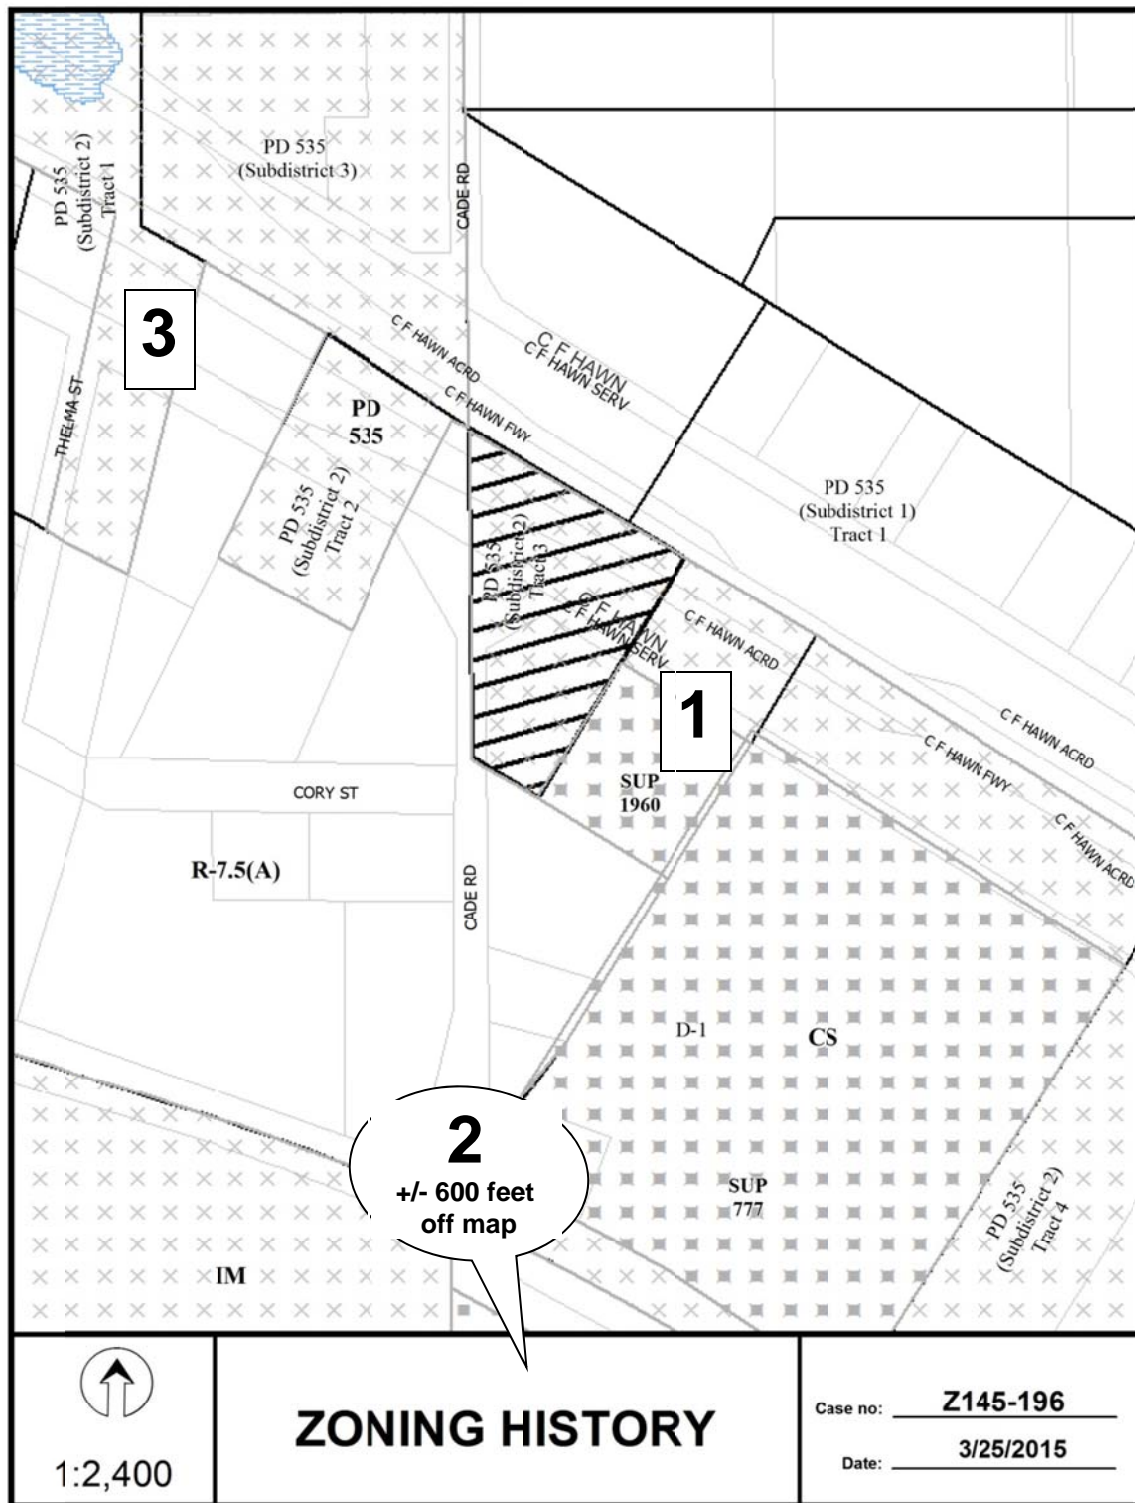 PD 535
(Subdistrict 3)
PD 535
(Subdistrict 2)
Tract 1
CADE RD
3
C F HAWN ACRD
C F HAWN
C F HAWN SERV
C F HAWN FWY
THELMA ST
PD
535
PD 535
(Subdistrict 2)
Tract 2
PD 535
(Subdistrict 2)
Tract 3
PD 535
(Subdistrict 1)
Tract 1
C F HAWN
C F HAWN SERV
C F HAWN ACRD
1
C F HAWN ACRD
C F HAWN FWY
C F HAWN ACRD
SUP
1960
CORY ST
R-7.5(A)
CADE RD
D-1
CS
2
+/- 600 feet
off map
SUP
777
PD 535
(Subdistrict 2)
Tract 4
IM
1:2,400
ZONING HISTORY
Case no: Z145-196
Date: 3/25/2015